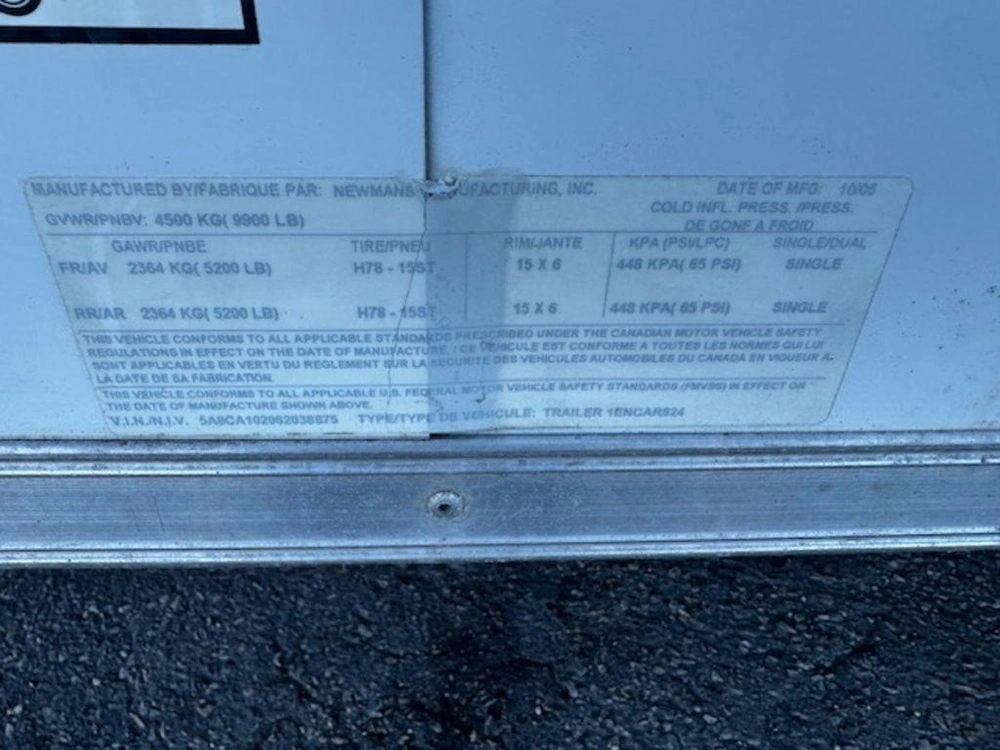 MANUFACTURED BY/FABRIQUE PAR: NEWMANS UFACTURING, INC. DATE OF MFG: 10/05
GVWR/PNBV: 4500 KG( 9900 LB) COLD INFL. PRESS. /PRESS.
DE GONF A FROID
GAWR/PNBE TIRE/PNEU RIM/JANTE KPA (PSI/LPC) SINGLE/DUAL
FR/AV 2364 KG( 5200 LB) H78 - 15ST 15 X 6 448 KPA( 65 PSI) SINGLE
RR/AR 2364 KG( 5200 LB) H78 - 15ST 15 X 6 448 KPA( 65 PSI) SINGLE
THIS VEHICLE CONFORMS TO ALL APPLICABLE STANDARDS PRESCRIBED UNDER THE CANADIAN MOTOR VEHICLE SAFETY
REGULATIONS IN EFFECT ON THE DATE OF MANUFACTURE. / CE VEHICULE EST CONFORME A TOUTES LES NORMES QUI LUI
SONT APPLICABLES EN VERTU DU REGLEMENT SUR LA SECURITE DES VEHICULES AUTOMOBILES DU CANADA EN VIGUEUR A
LA DATE DE SA FABRICATION.
THIS VEHICLE CONFORMS TO ALL APPLICABLE U.S. FEDERAL MOTOR VEHICLE SAFETY STANDARDS (FMVSS) IN EFFECT ON
THE DATE OF MANUFACTURE SHOWN ABOVE.
V.I.N./N.I.V. TYPE/TYPE DE VEHICULE: TRAILER 1ENCAR824